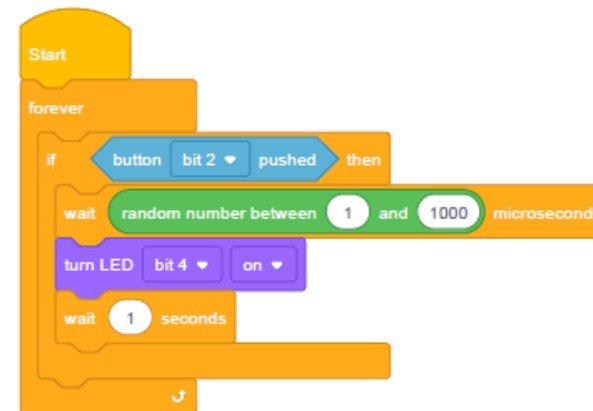 Start
forever
if button bit 2 pushed then
wait random number between 1 and 1000 microsecond
turn LED bit 4 on
wait 1 seconds